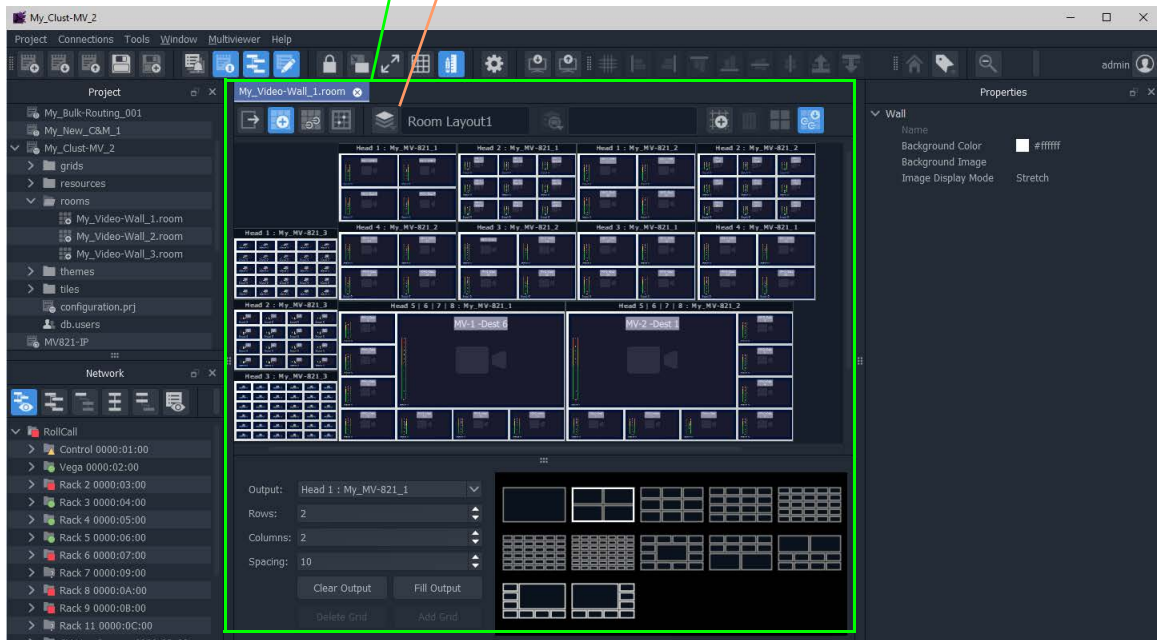 My_Clust-MV_2
Project Connections Tools Window Multiviewer Help
admin
Project
My_Bulk-Routing_001
My_New_C&M_1
My_Clust-MV_2
grids
resources
rooms
My_Video-Wall_1.room
My_Video-Wall_2.room
My_Video-Wall_3.room
themes
tiles
configuration.prj
db.users
MV821-IP
Network
RollCall
Control 0000:01:00
Vega 0000:02:00
Rack 2 0000:03:00
Rack 3 0000:04:00
Rack 4 0000:05:00
Rack 5 0000:06:00
Rack 6 0000:07:00
Rack 7 0000:09:00
Rack 8 0000:0A:00
Rack 9 0000:0B:00
Rack 11 0000:0C:00
My_Video-Wall_1.room
Room Layout1
Head 1 : My_MV-821_1
Head 2 : My_MV-821_1
Head 1 : My_MV-821_2
Head 2 : My_MV-821_2
Head 4 : My_MV-821_2
Head 3 : My_MV-821_2
Head 3 : My_MV-821_1
Head 4 : My_MV-821_1
Head 1 : My_MV-821_3
Head 2 : My_MV-821_3
Head 5 | 6 | 7 | 8 : My_MV-821_1
Head 5 | 6 | 7 | 8 : My_MV-821_2
MV-1 -Dest 6
MV-2 -Dest 1
Head 3 : My_MV-821_3
Output: Head 1 : My_MV-821_1
Rows: 2
Columns: 2
Spacing: 10
Clear Output Fill Output
Delete Grid Add Grid
Properties
Wall
Name
Background Color #ffffff
Background Image
Image Display Mode Stretch